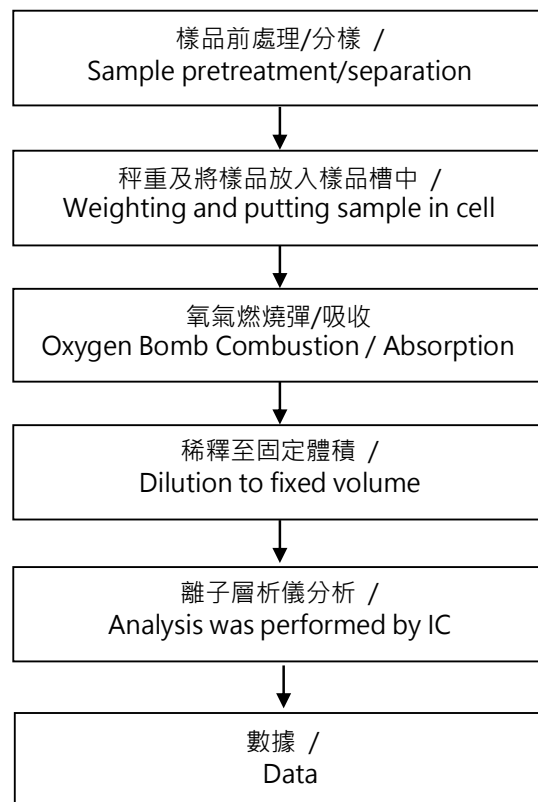 樣品前處理/分樣 /
Sample pretreatment/separation
秤重及將樣品放入樣品槽中 /
Weighting and putting sample in cell
氧氣燃燒彈/吸收
Oxygen Bomb Combustion / Absorption
稀釋至固定體積 /
Dilution to fixed volume
離子層析儀分析 /
Analysis was performed by IC
數據 /
Data